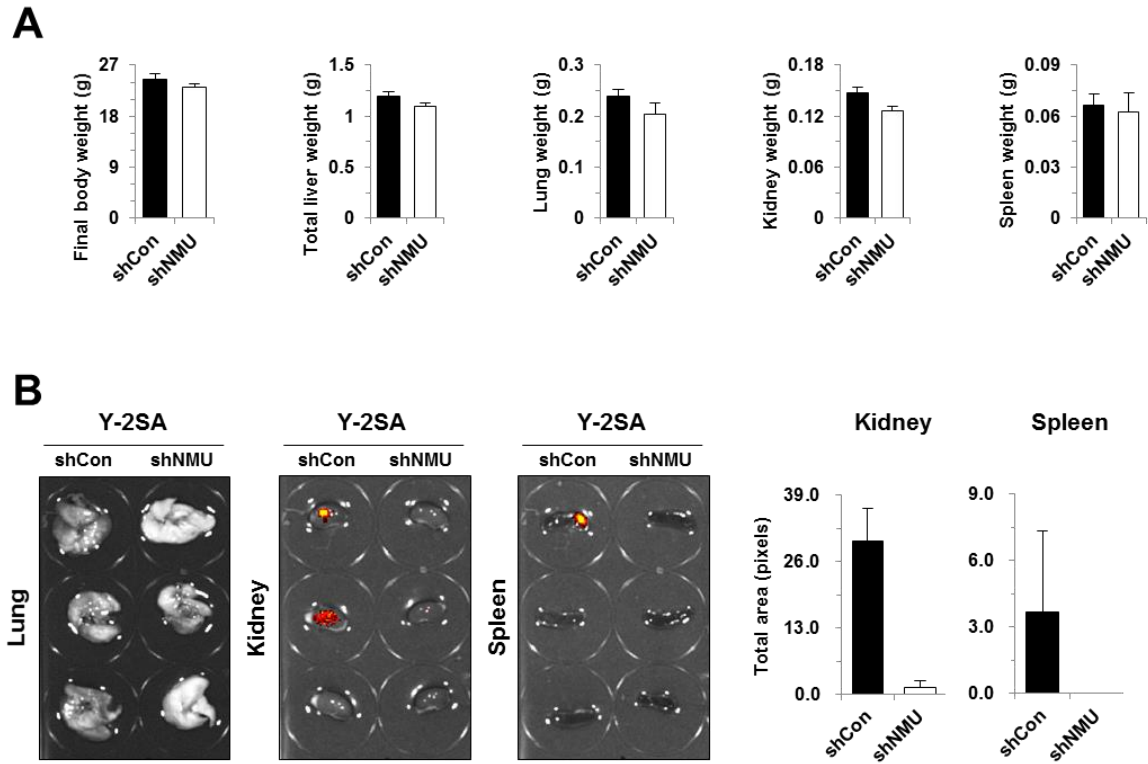 A
Final body weight (g)
27
18
9
0
shCon
shNMU
Total liver weight (g)
1.5
1
0.5
0
shCon
shNMU
Lung weight (g)
0.3
0.2
0.1
0
shCon
shNMU
Kidney weight (g)
0.18
0.12
0.06
0
shCon
shNMU
Spleen weight (g)
0.09
0.06
0.03
0
shCon
shNMU
B
Y-2SA
shCon shNMU
Lung
Y-2SA
shCon shNMU
Kidney
Y-2SA
shCon shNMU
Spleen
Kidney
Total area (pixels)
39.0
26.0
13.0
0.0
shCon
shNMU
Spleen
9.0
6.0
3.0
0.0
shCon
shNMU